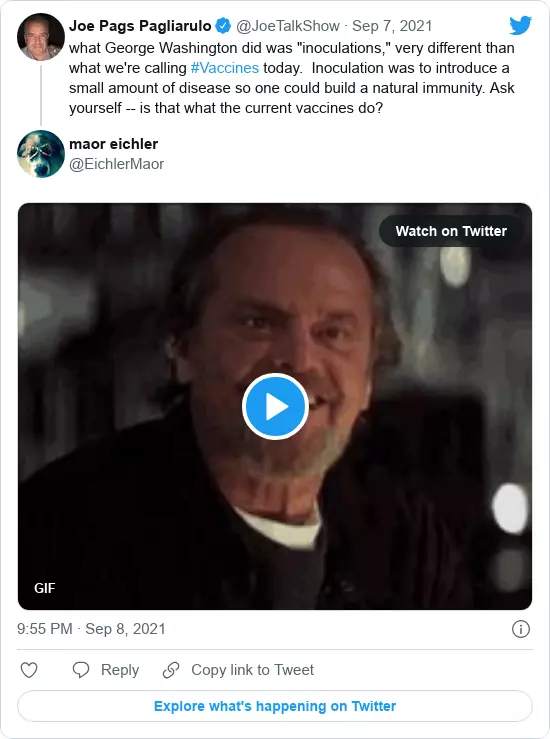 Joe Pags Pagliarulo @JoeTalkShow · Sep 7, 2021
what George Washington did was "inoculations," very different than
what we're calling #Vaccines today.  Inoculation was to introduce a
small amount of disease so one could build a natural immunity. Ask
yourself -- is that what the current vaccines do?
maor eichler
@EichlerMaor
Watch on Twitter
GIF
9:55 PM · Sep 8, 2021
Reply
Copy link to Tweet
Explore what's happening on Twitter